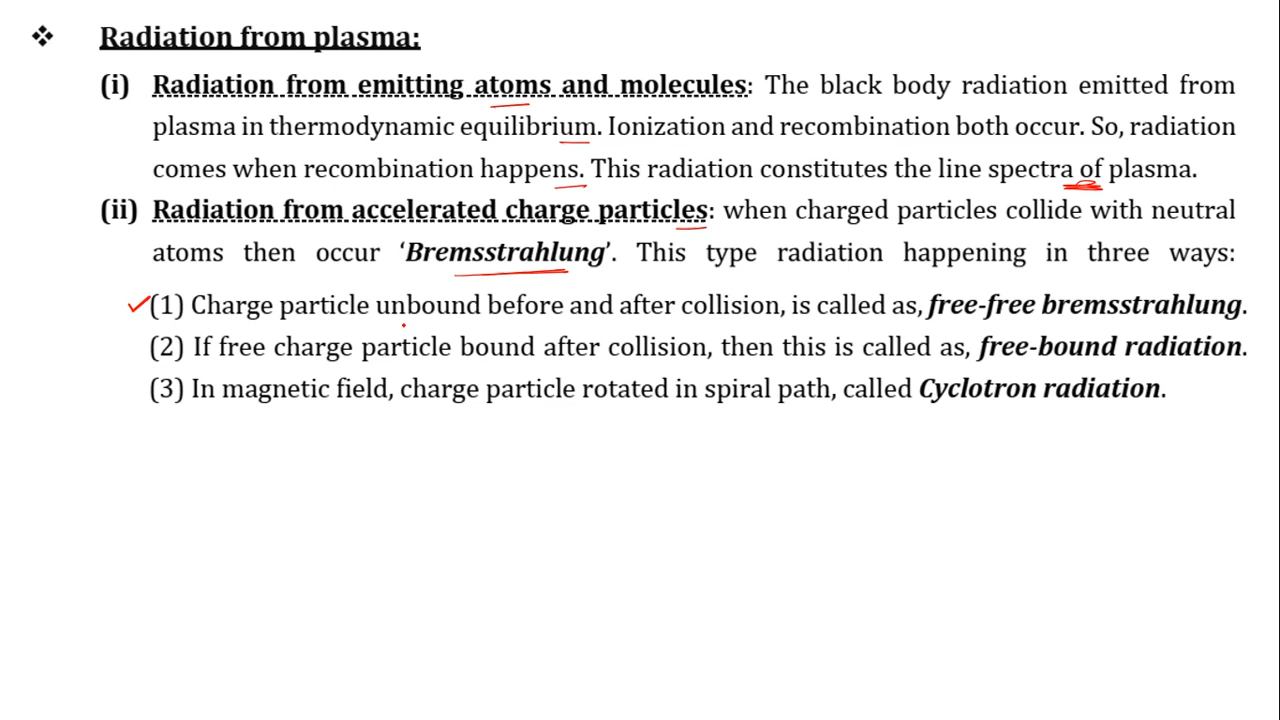 ❖ Radiation from plasma:
(i) Radiation from emitting atoms and molecules: The black body radiation emitted from
plasma in thermodynamic equilibrium. Ionization and recombination both occur. So, radiation
comes when recombination happens. This radiation constitutes the line spectra of plasma.
(ii) Radiation from accelerated charge particles: when charged particles collide with neutral
atoms then occur ‘Bremsstrahlung’. This type radiation happening in three ways:
(1) Charge particle unbound before and after collision, is called as, free-free bremsstrahlung.
(2) If free charge particle bound after collision, then this is called as, free-bound radiation.
(3) In magnetic field, charge particle rotated in spiral path, called Cyclotron radiation.